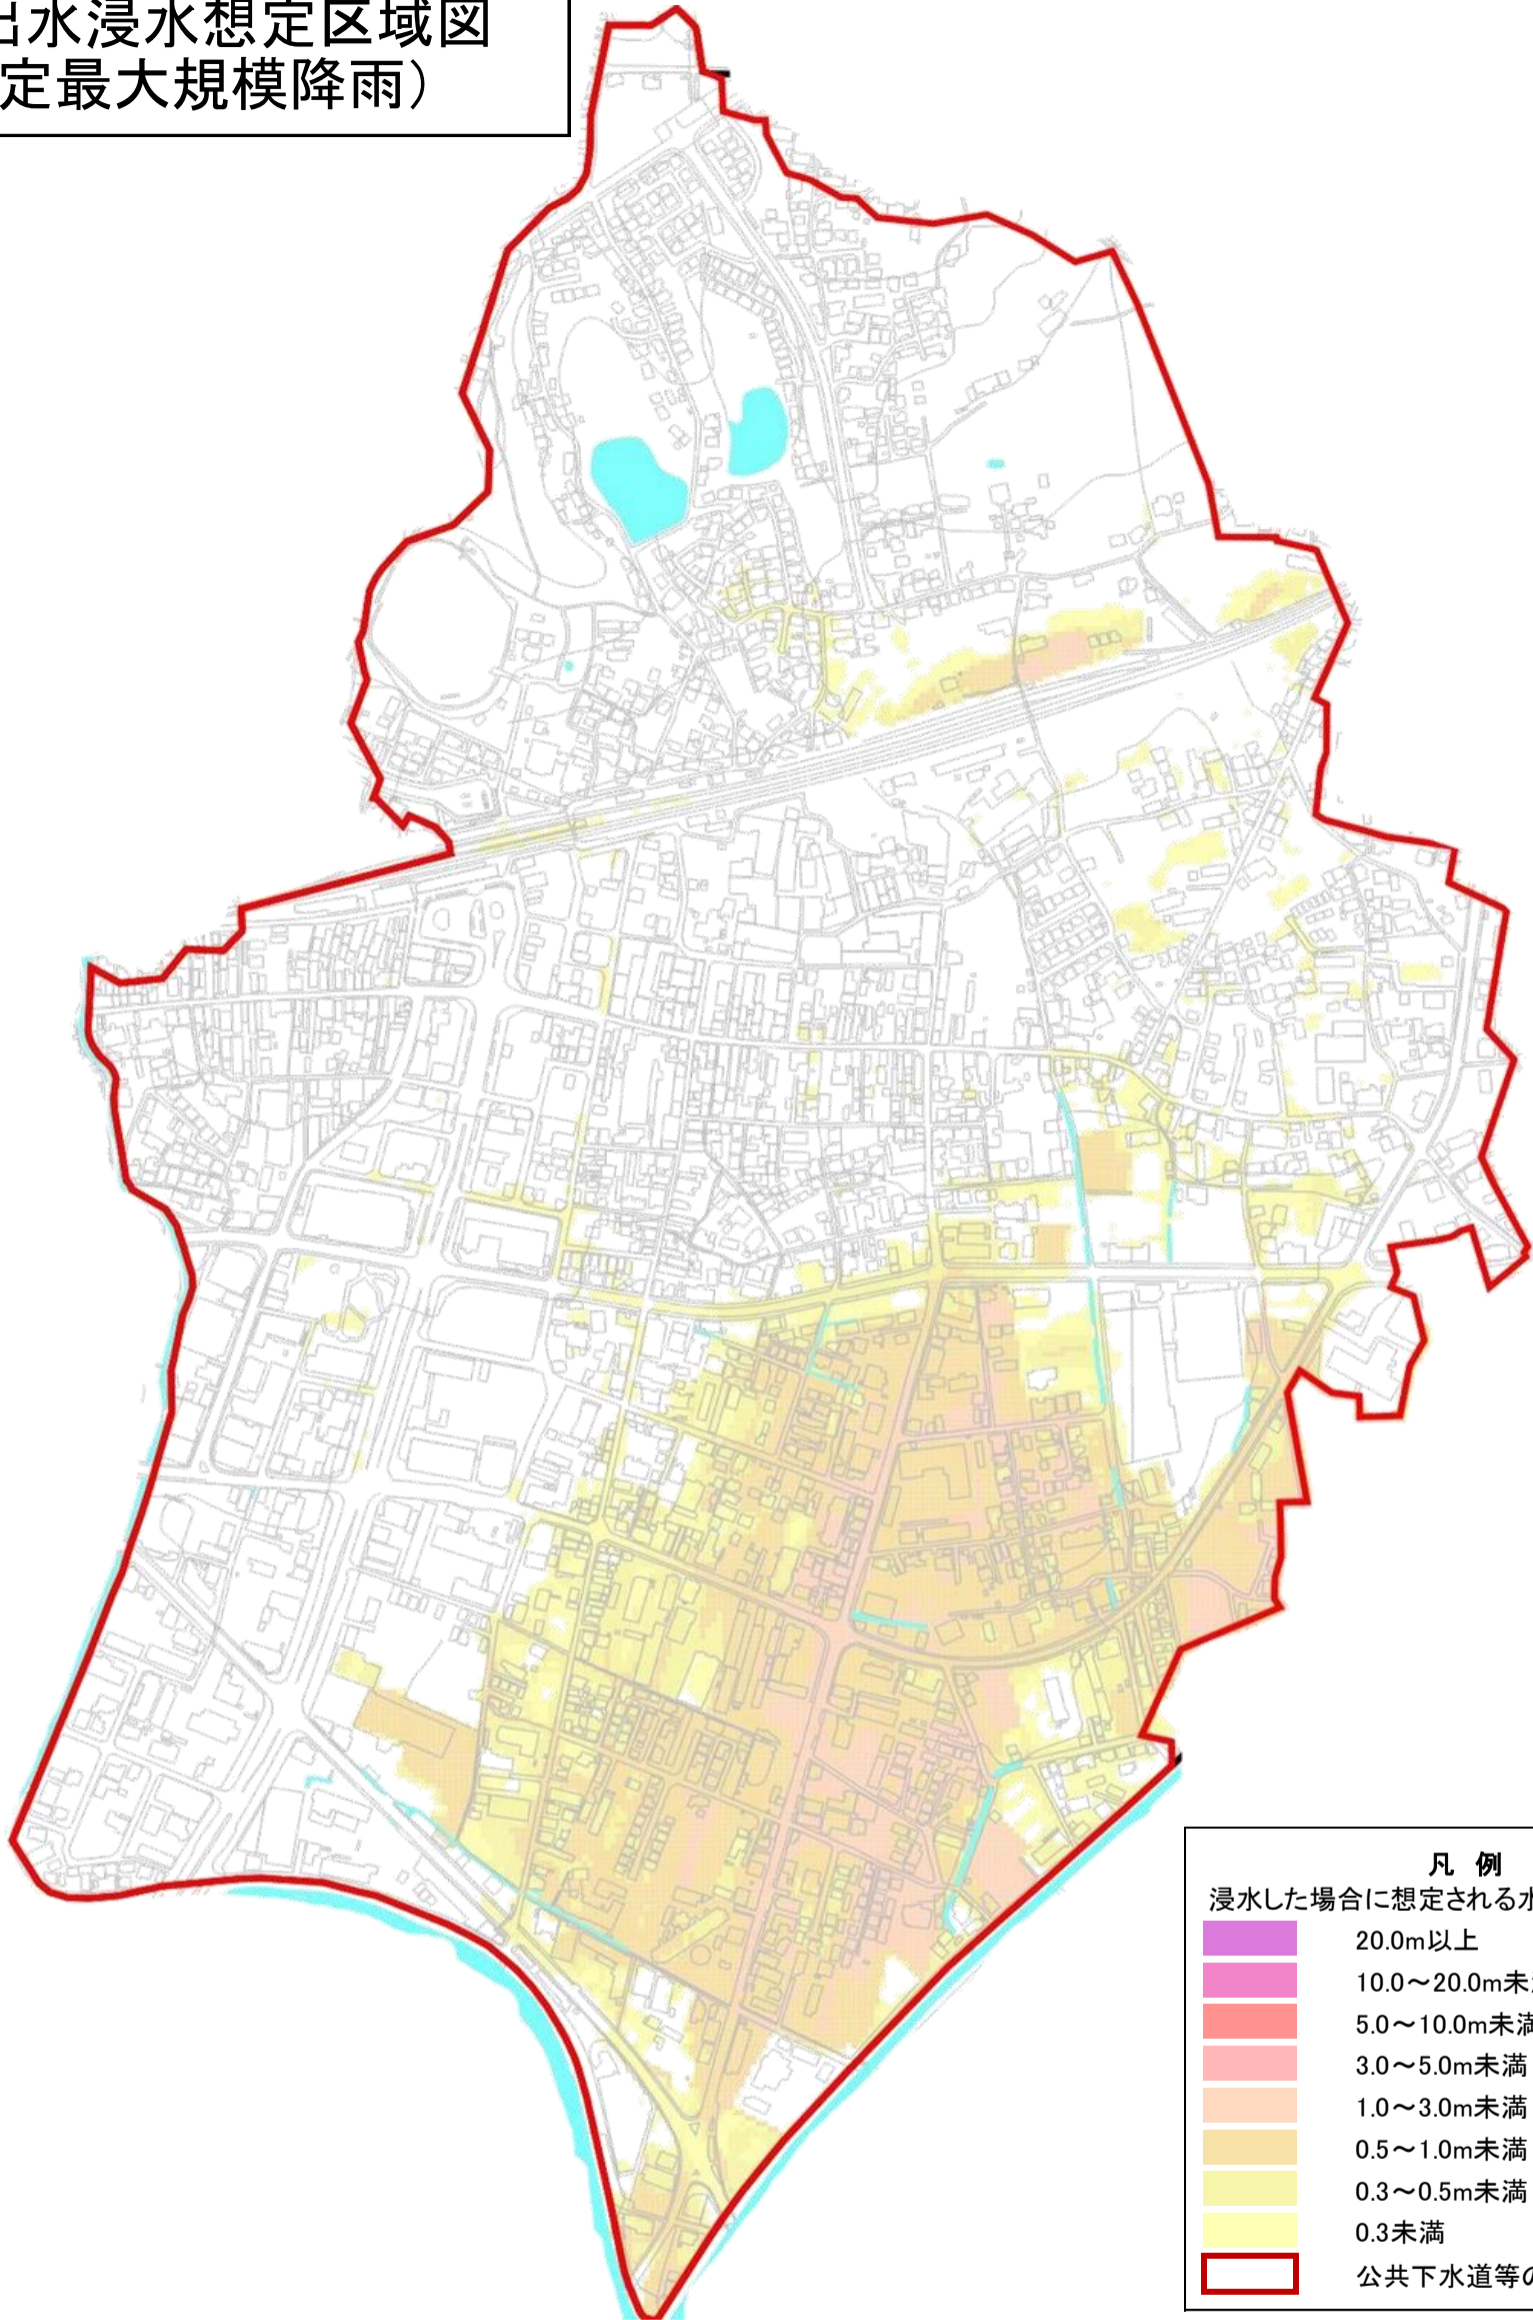 出水浸水想定区域図
定最大規模降雨）
凡 例
浸水した場合に想定される水
20.0m以上
10.0～20.0m未満
5.0～10.0m未満
3.0～5.0m未満
1.0～3.0m未満
0.5～1.0m未満
0.3～0.5m未満
0.3未満
公共下水道等の